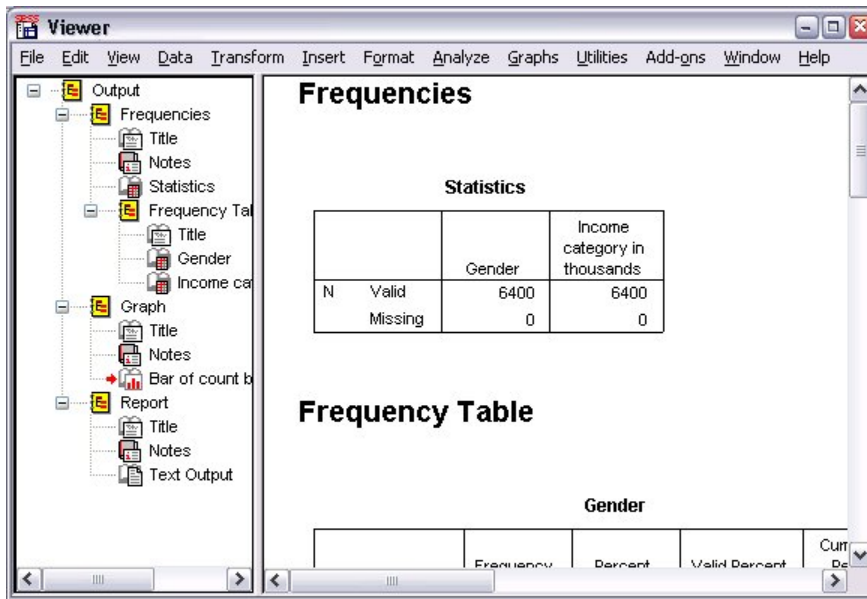 Viewer
File Edit View Data Transform Insert Format Analyze Graphs Utilities Add-ons Window Help
Output
Frequencies
Title
Notes
Statistics
Frequency Tal
Title
Gender
Income ca
Graph
Title
Notes
Bar of count b
Report
Title
Notes
Text Output
Frequencies
Statistics
Gender
Income category in thousands
N Valid 6400 6400
Missing 0 0
Frequency Table
Gender
Frequency Percent Valid Percent